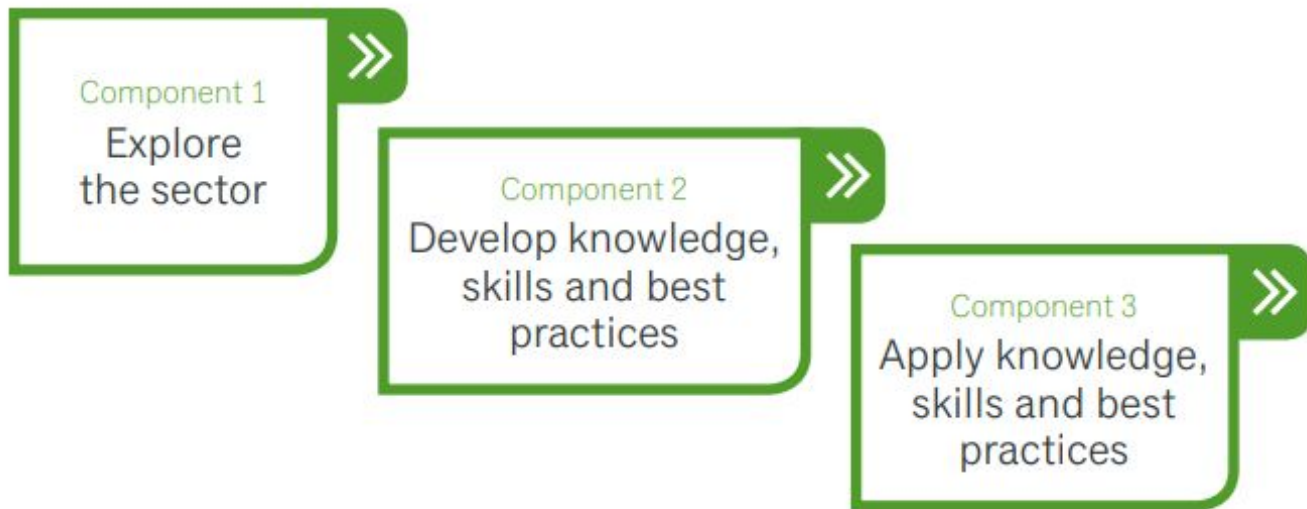 Component 1
Explore
the sector
Component 2
Develop knowledge,
skills and best
practices
Component 3
Apply knowledge,
skills and best
practices